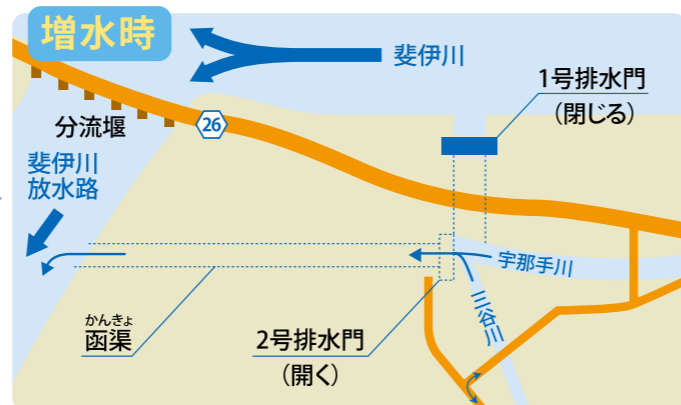 増水時
斐伊川
1号排水門
(閉じる)
分流堰
26
斐伊川
放水路
宇那手川
三谷川
かんきょ
函渠
2号排水門
(開く)